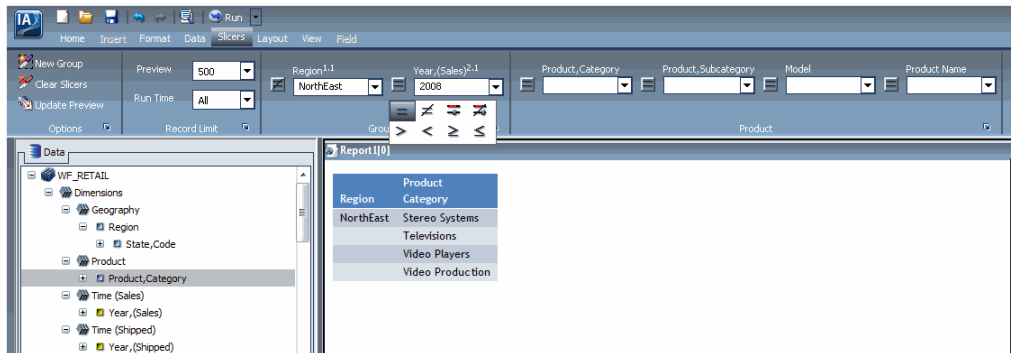 IA
Run
Home Insert Format Data Slicers Layout View Field
New Group
Clear Slicers
Update Preview
Options
Preview 500
Run Time All
Record Limit
Region1.1
NorthEast
Year,(Sales)2.1
2008
= ≠
> < ≥ ≤
Grou
Product,Category
Product,Subcategory
Model
Product Name
Product
Data
WF_RETAIL
Dimensions
Geography
Region
State,Code
Product
Product,Category
Time (Sales)
Year,(Sales)
Time (Shipped)
Year,(Shipped)
Report1[0]
Product
Region Category
NorthEast Stereo Systems
Televisions
Video Players
Video Production